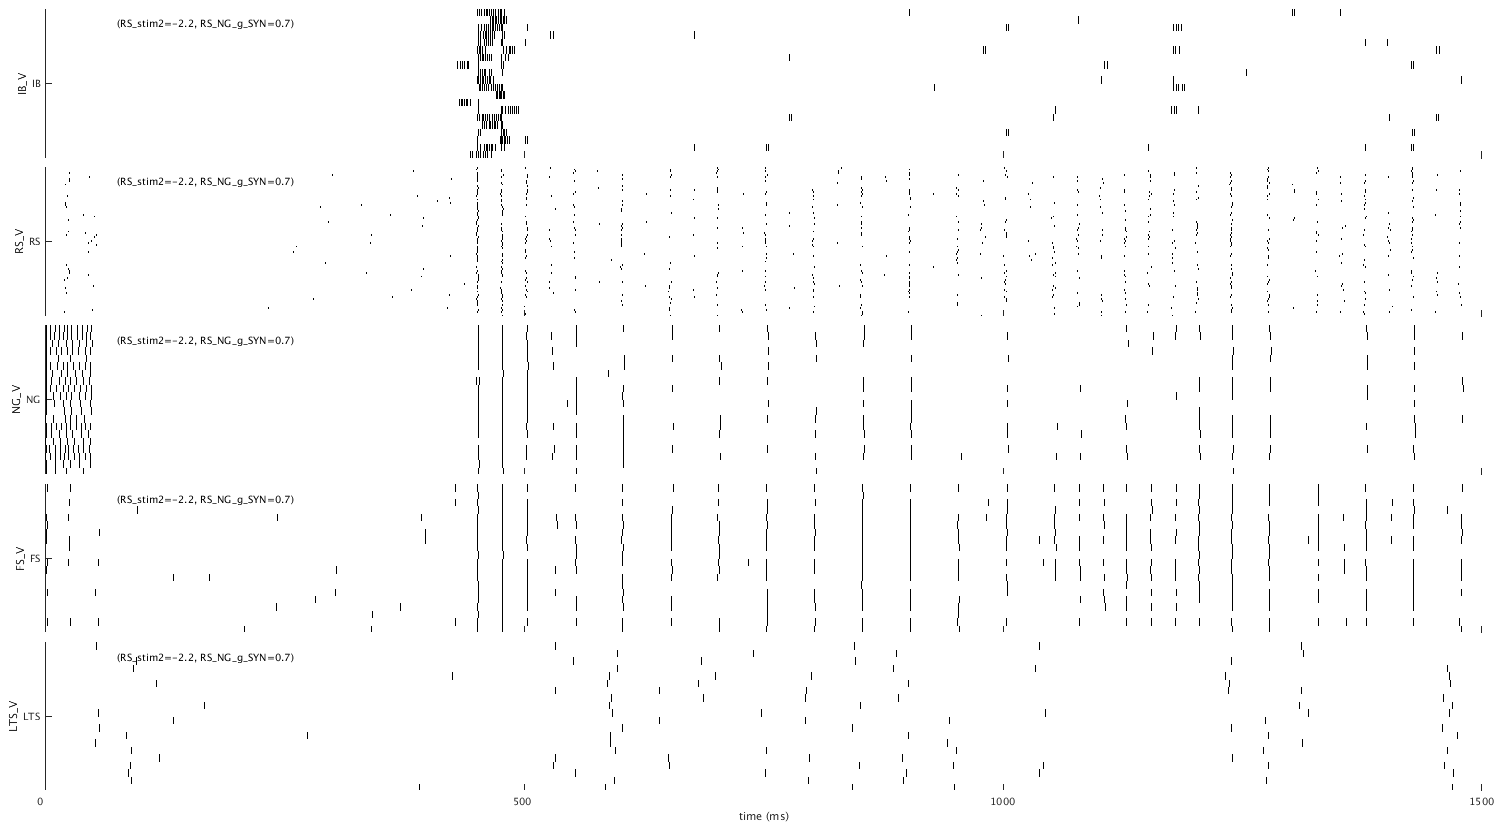 (RS_stim2=-2.2, RS_NG_g_SYN=0.7)
IB_V
IB
(RS_stim2=-2.2, RS_NG_g_SYN=0.7)
RS_V
RS
(RS_stim2=-2.2, RS_NG_g_SYN=0.7)
NG_V
NG
(RS_stim2=-2.2, RS_NG_g_SYN=0.7)
FS_V
FS
(RS_stim2=-2.2, RS_NG_g_SYN=0.7)
LTS_V
LTS
0 500 1000 1500
time (ms)